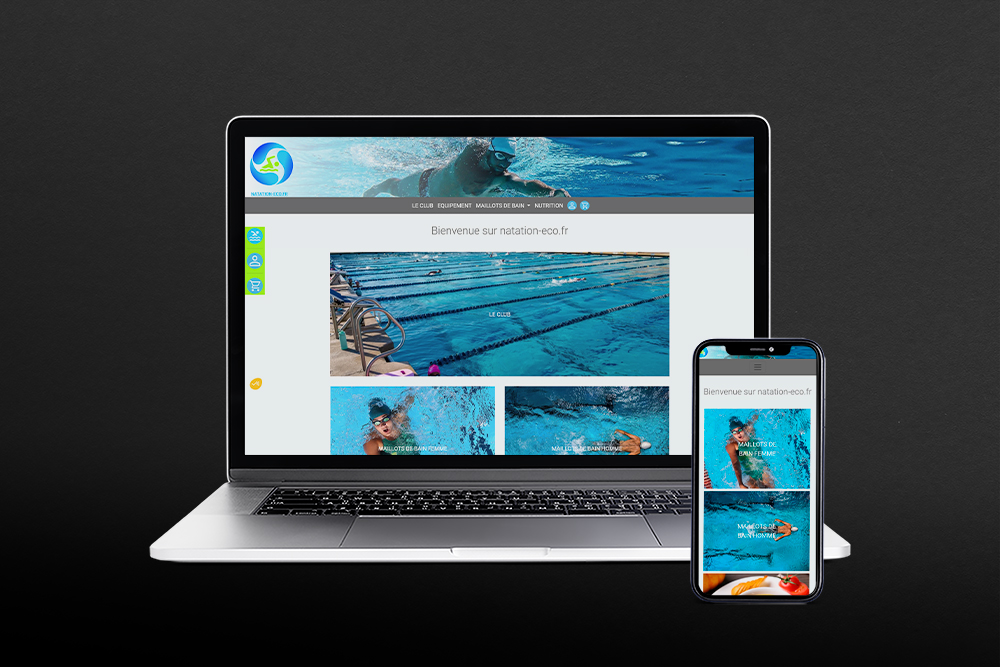 NATATION-ECO.FR
LE CLUB EQUIPEMENT MAILLOTS DE BAIN NUTRITION
Bienvenue sur natation-eco.fr
LE CLUB
MAILLOTS DE BAIN FEMME
MAILLOTS DE BAIN HOMME
Bienvenue sur natation-eco.fr
MAILLOTS DE
BAIN FEMME
MAILLOTS DE
BAIN HOMME